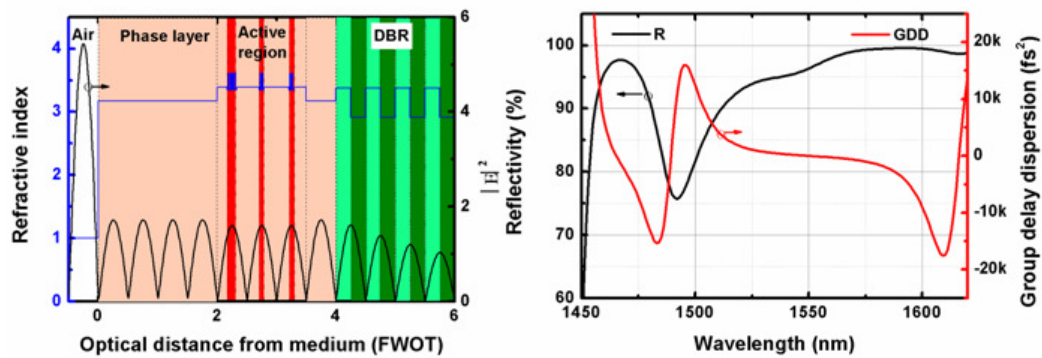 Air
Phase layer
Active
region
DBR
Refractive index
4
3
2
1
0
6
4
2
0
|E|²
0
2
4
6
Optical distance from medium (FWOT)
R
GDD
Reflectivity (%)
100
90
80
70
60
20k
10k
0
-10k
-20k
Group delay dispersion (fs²)
1450
1500
1550
1600
Wavelength (nm)